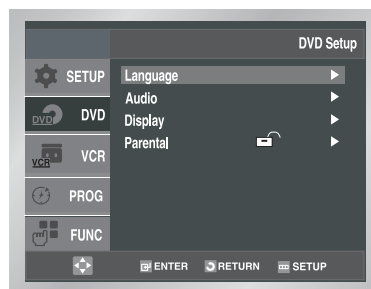 DVD Setup
SETUP
Language
Audio
DVD DVD
Display
Parental
VCR VCR
PROG
FUNC
ENTER RETURN SETUP